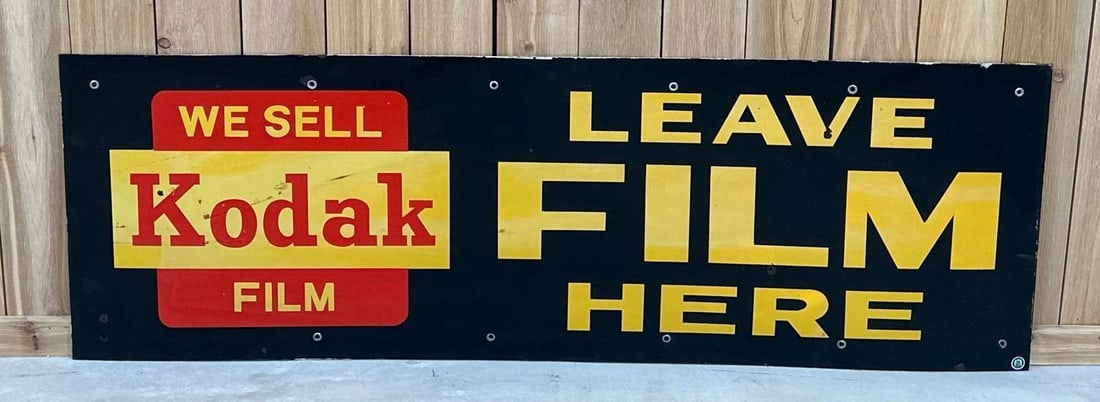 WE SELL
Kodak
FILM
LEAVE
FILM
HERE